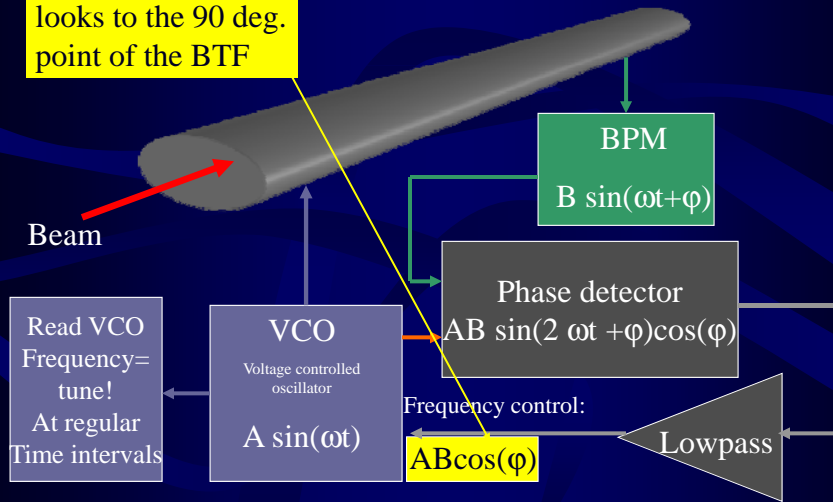 looks to the 90 deg.
point of the BTF
BPM
B sin(ωt+φ)
Beam
Phase detector
AB sin(2 ωt +φ)cos(φ)
Read VCO
Frequency=
tune!
At regular
Time intervals
VCO
Voltage controlled
oscillator
A sin(ωt)
Frequency control:
ABcos(φ)
Lowpass